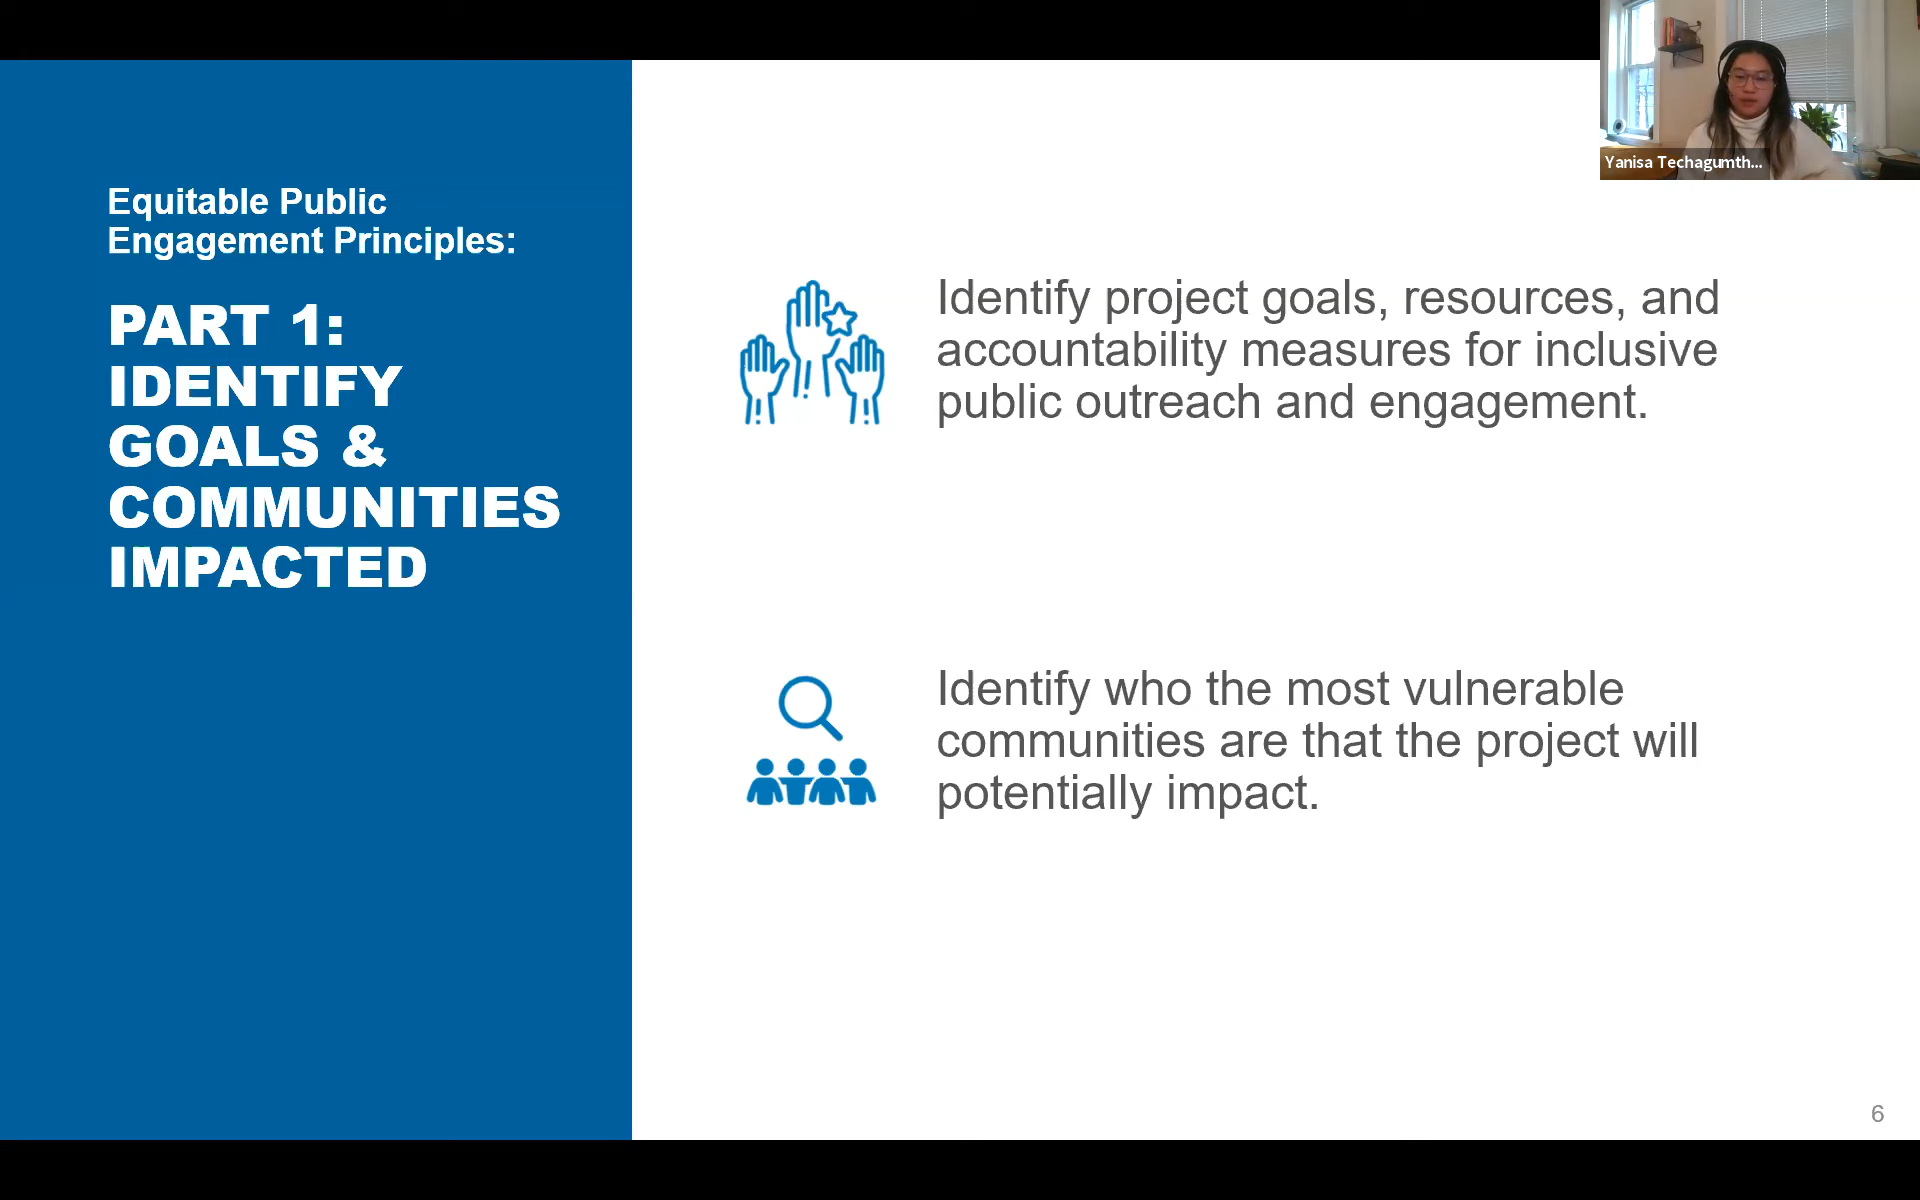 Yanisa Techagumth...
Equitable Public
Engagement Principles:
PART 1:
IDENTIFY
GOALS &
COMMUNITIES
IMPACTED
Identify project goals, resources, and
accountability measures for inclusive
public outreach and engagement.
Identify who the most vulnerable
communities are that the project will
potentially impact.
6